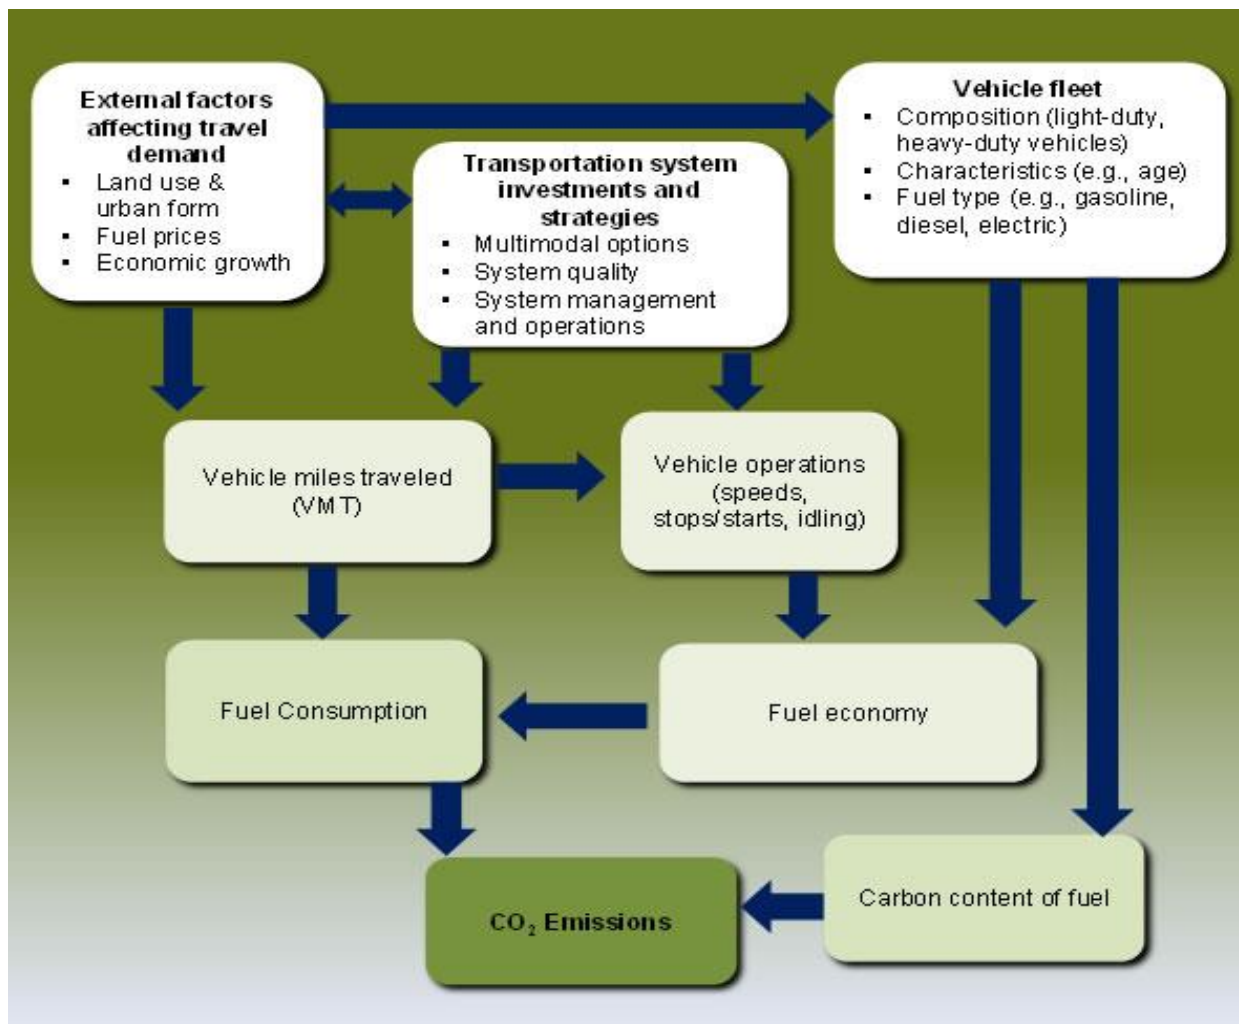 External factors
affecting travel
demand
▪ Land use &
urban form
▪ Fuel prices
▪ Economic growth
Transportation system
investments and
strategies
▪ Multimodal options
▪ System quality
▪ System management
and operations
Vehicle fleet
▪ Composition (light-duty,
heavy-duty vehicles)
▪ Characteristics (e.g., age)
▪ Fuel type (e.g., gasoline,
diesel, electric)
Vehicle miles traveled
(VMT)
Vehicle operations
(speeds,
stops/starts, idling)
Fuel Consumption
Fuel economy
CO₂ Emissions
Carbon content of fuel